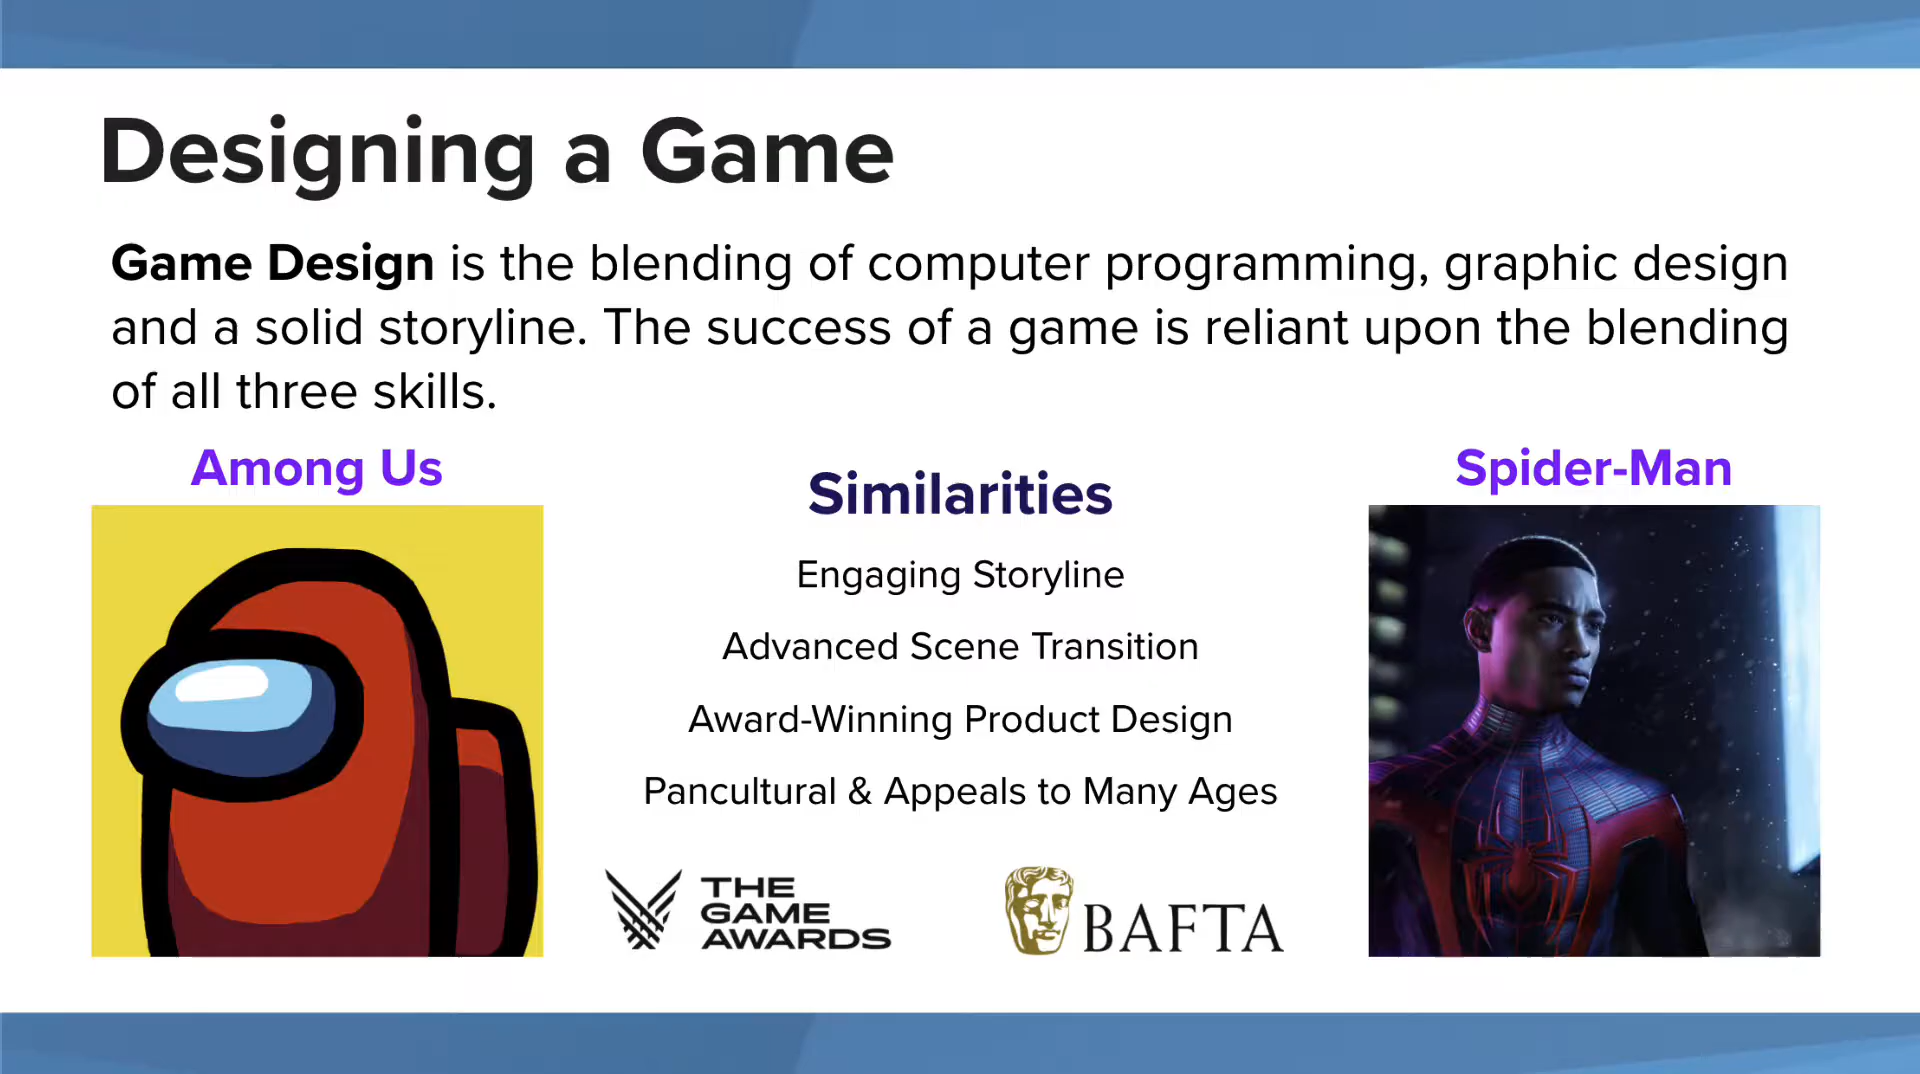 Designing a Game
Game Design is the blending of computer programming, graphic design
and a solid storyline. The success of a game is reliant upon the blending
of all three skills.
Among Us
Similarities
Spider-Man
Engaging Storyline
Advanced Scene Transition
Award-Winning Product Design
Pancultural & Appeals to Many Ages
THE
GAME
AWARDS
BAFTA